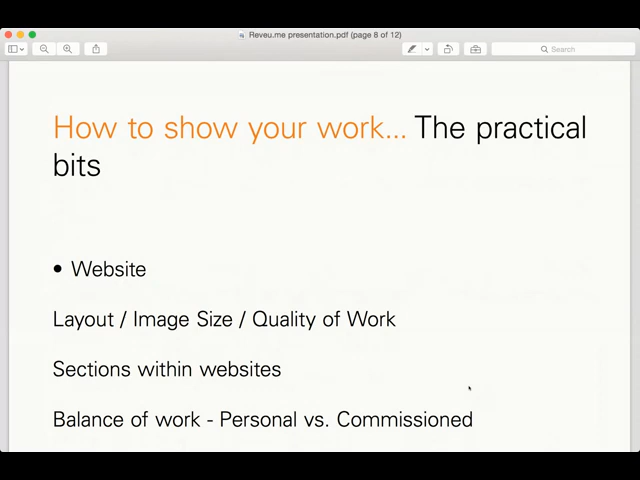 Reveu.me presentation.pdf (page 8 of 12)
Search
How to show your work... The practical
bits
• Website
Layout / Image Size / Quality of Work
Sections within websites
Balance of work - Personal vs. Commissioned